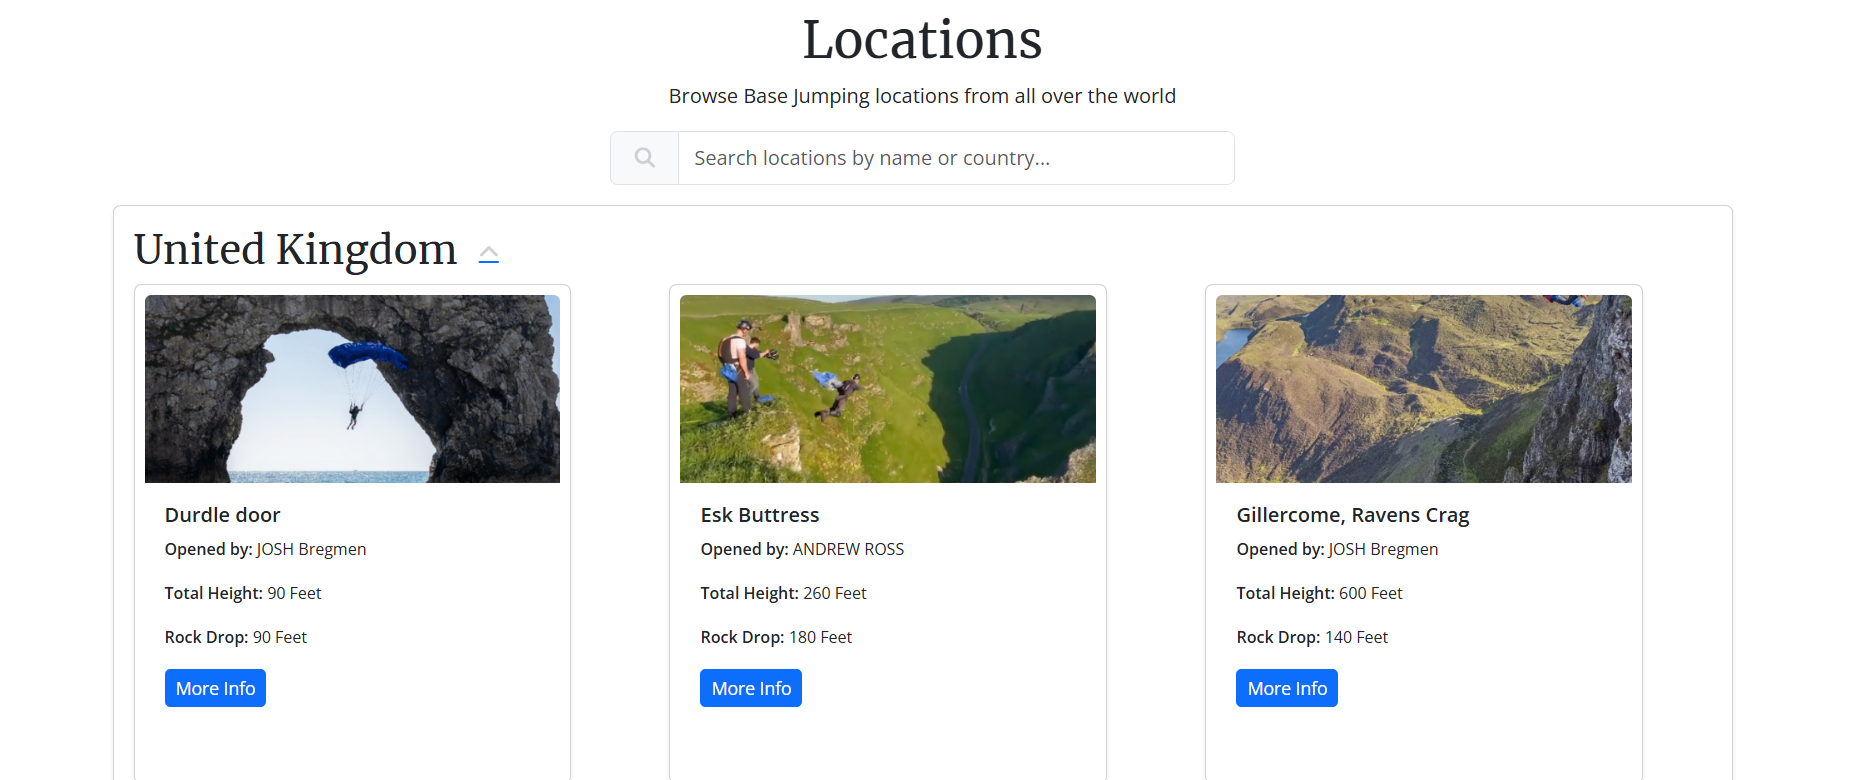 Locations
Browse Base Jumping locations from all over the world
Search locations by name or country...
United Kingdom
Durdle door
Opened by: JOSH Bregmen
Total Height: 90 Feet
Rock Drop: 90 Feet
More Info
Esk Buttress
Opened by: ANDREW ROSS
Total Height: 260 Feet
Rock Drop: 180 Feet
More Info
Gillercome, Ravens Crag
Opened by: JOSH Bregmen
Total Height: 600 Feet
Rock Drop: 140 Feet
More Info